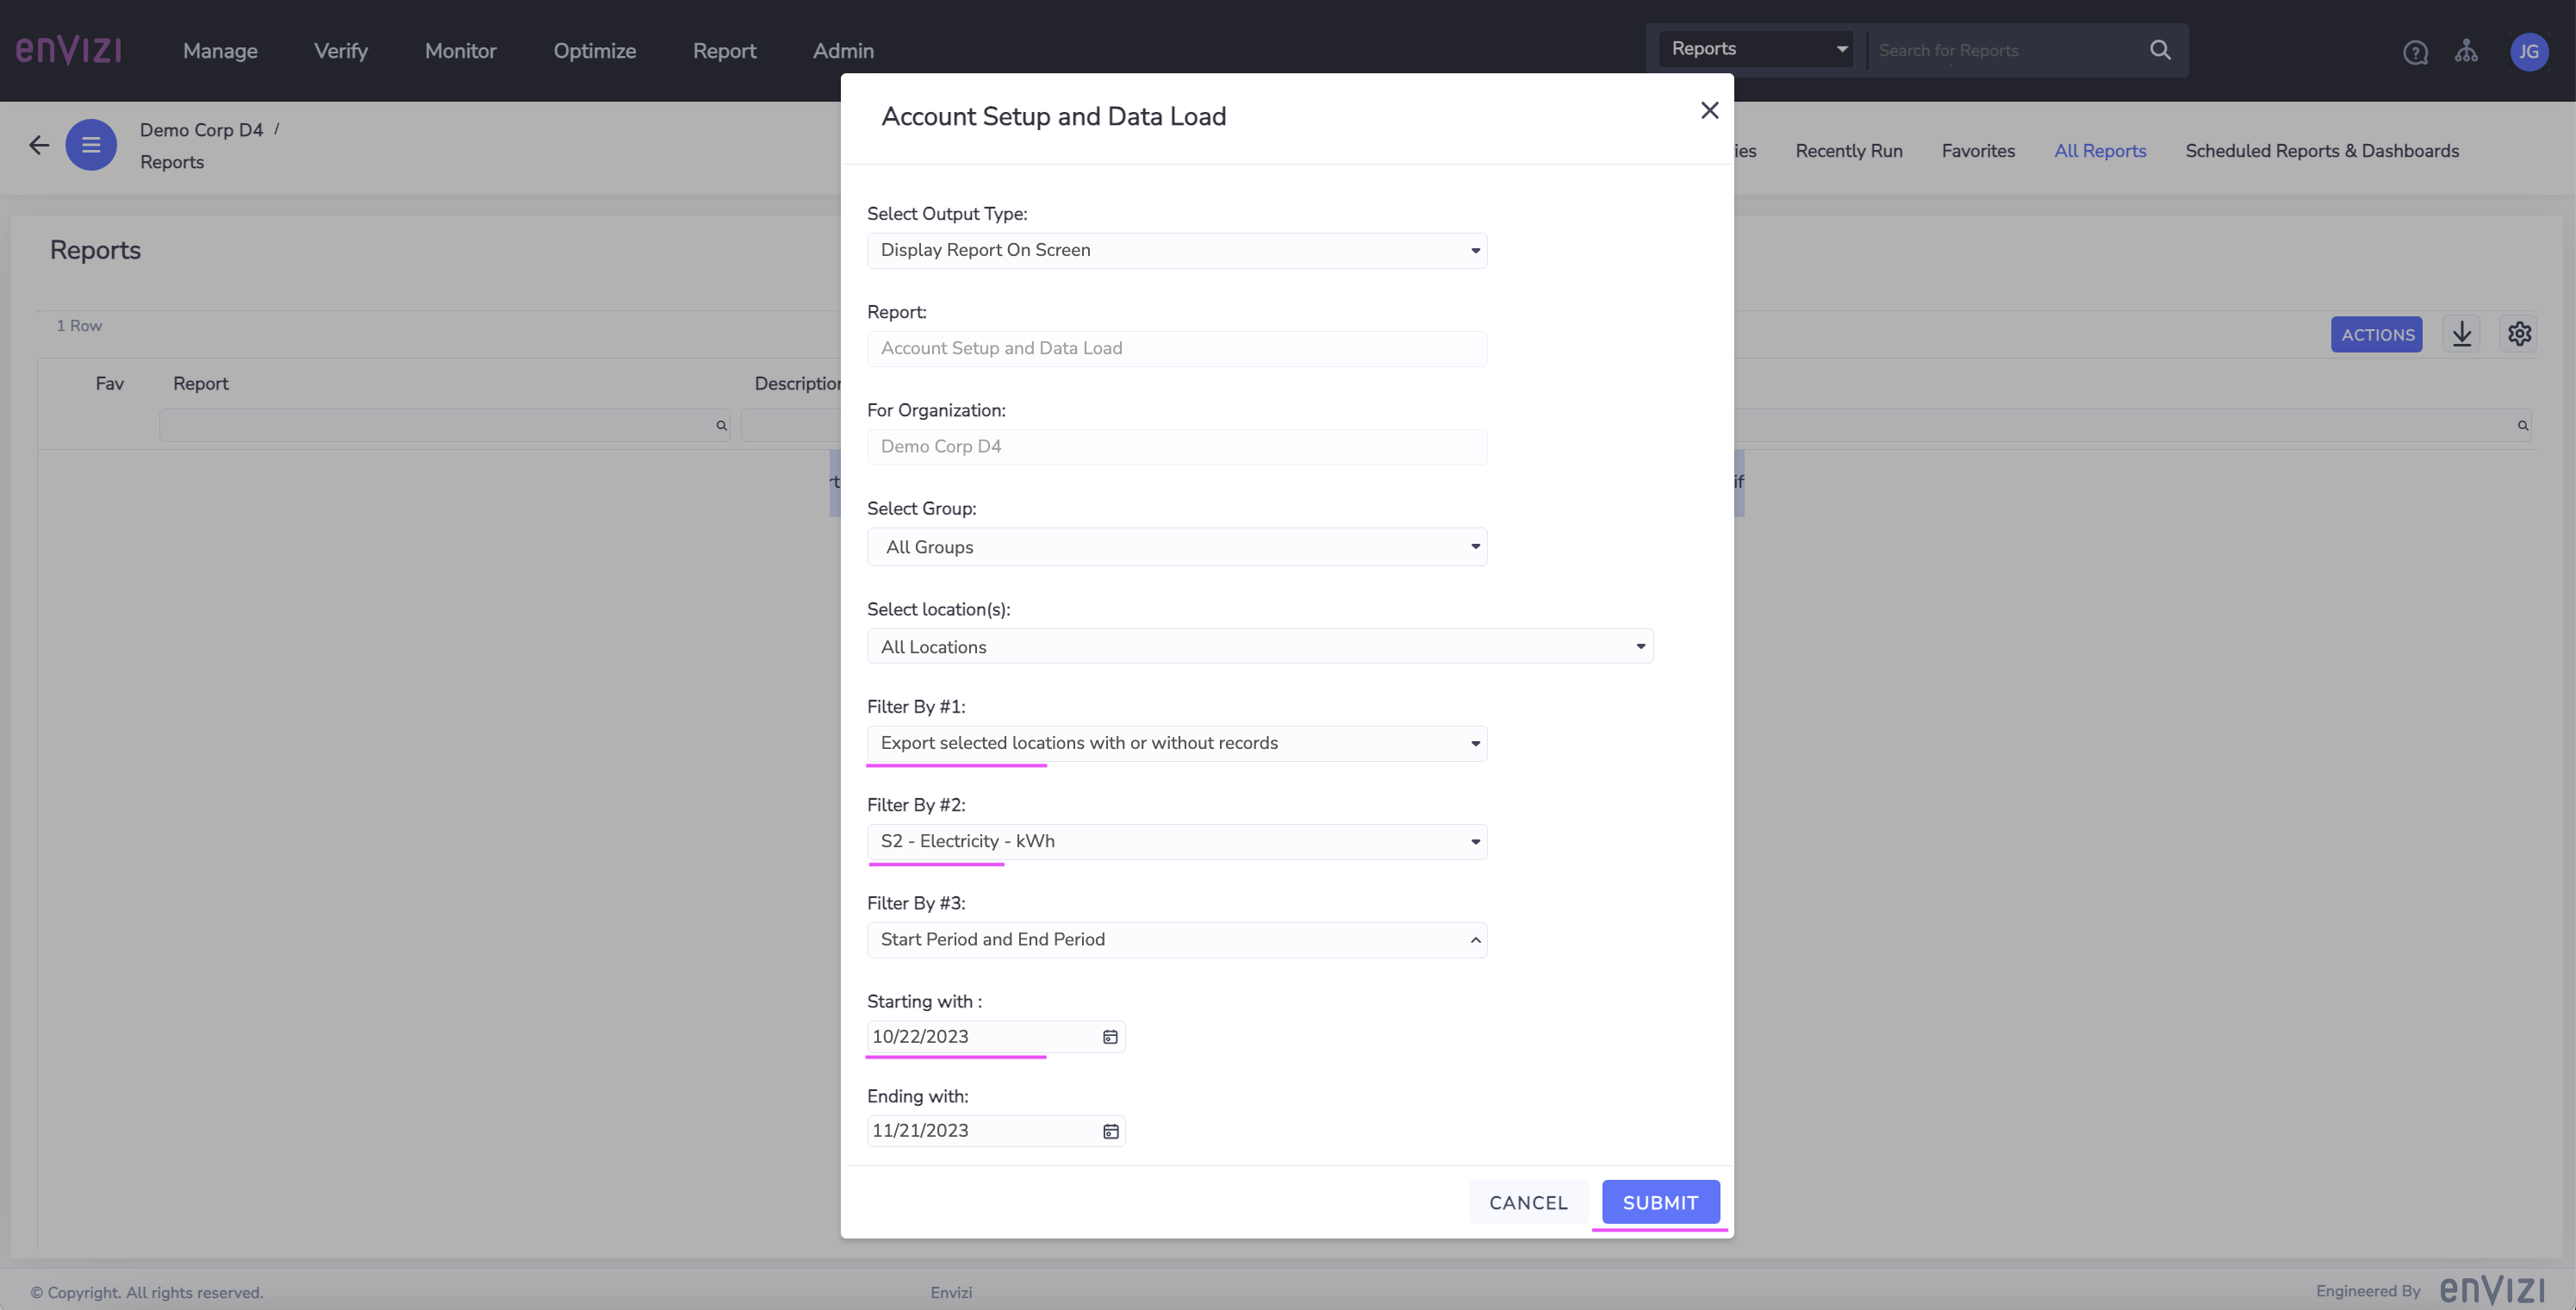 enVIZI
Manage
Verify
Monitor
Optimize
Report
Admin
Reports
Search for Reports
JG
Demo Corp D4 /
Reports
ies
Recently Run
Favorites
All Reports
Scheduled Reports & Dashboards
Reports
1 Row
ACTIONS
Fav
Report
Description
rt
if
Account Setup and Data Load
Select Output Type:
Display Report On Screen
Report:
Account Setup and Data Load
For Organization:
Demo Corp D4
Select Group:
All Groups
Select location(s):
All Locations
Filter By #1:
Export selected locations with or without records
Filter By #2:
S2 - Electricity - kWh
Filter By #3:
Start Period and End Period
Starting with :
10/22/2023
Ending with:
11/21/2023
CANCEL
SUBMIT
© Copyright. All rights reserved.
Envizi
Engineered By enVIZI